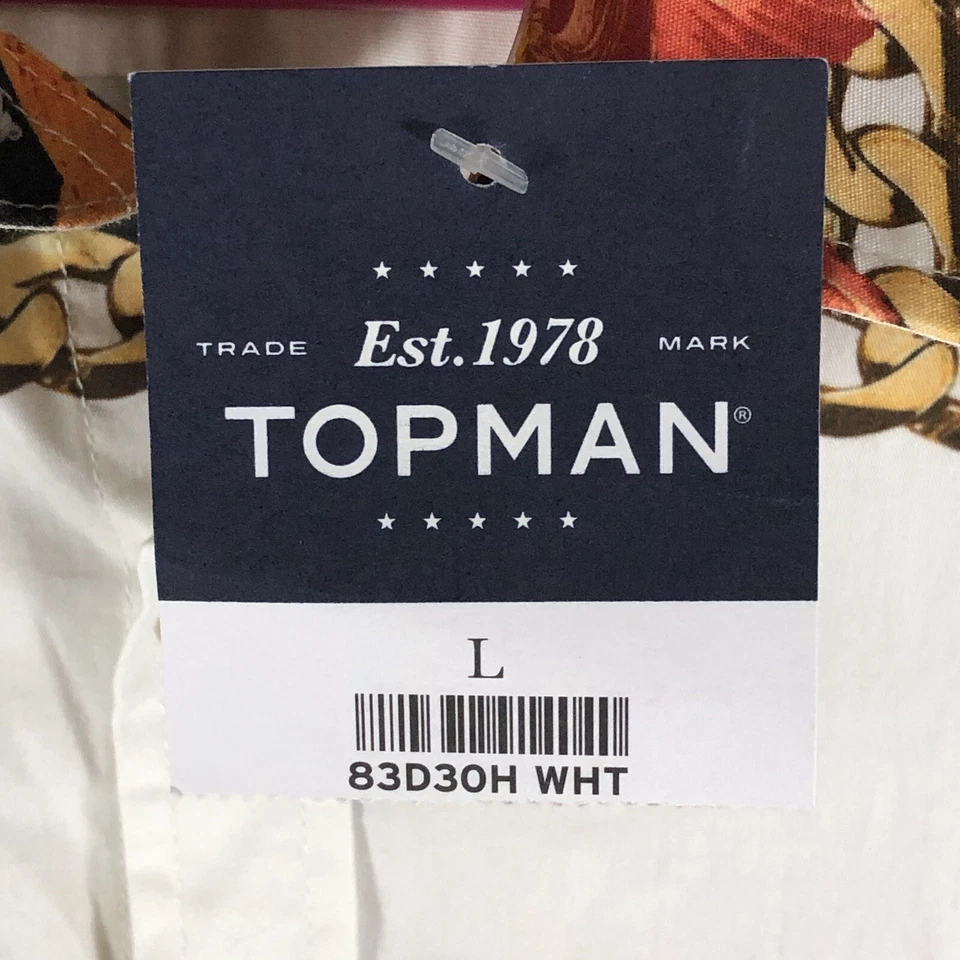 TRADE Est. 1978 MARK
TOPMAN®
L
83D30H WHT